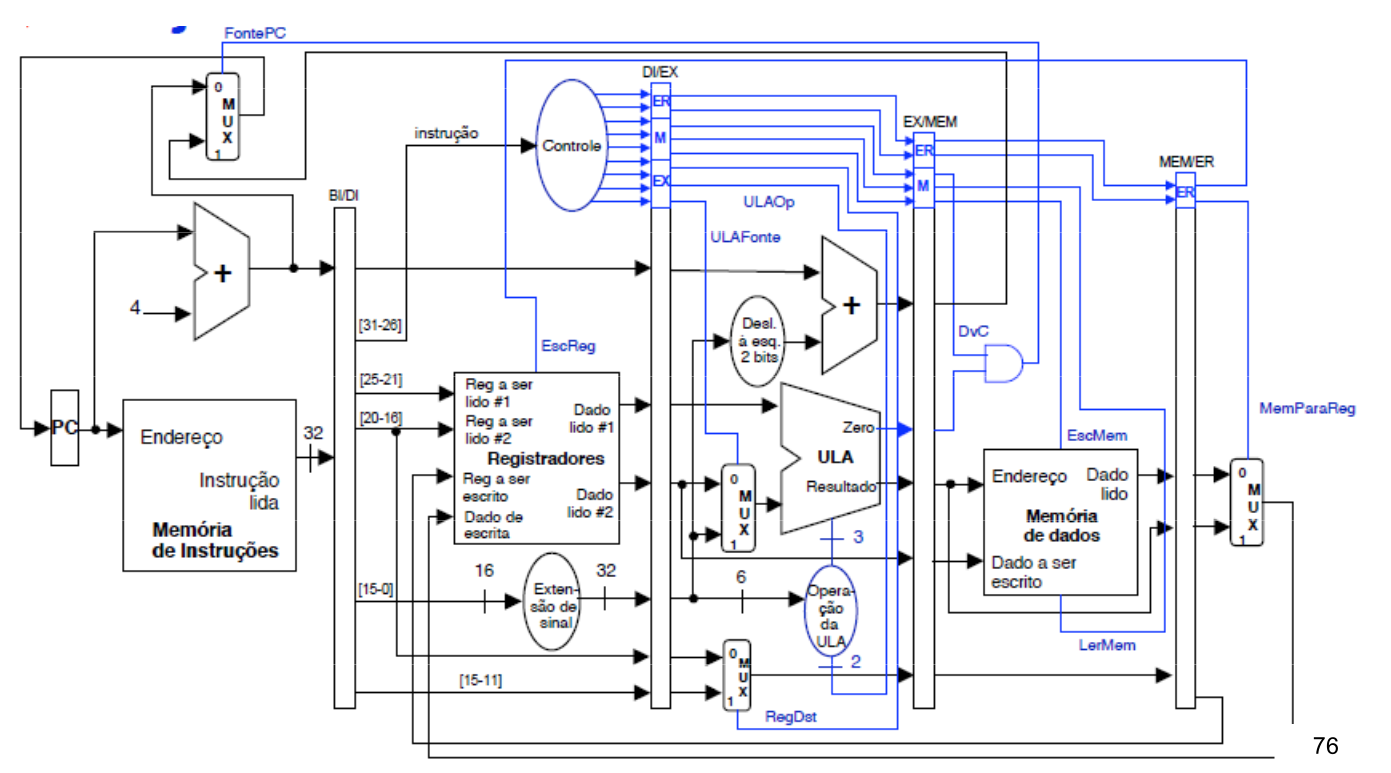 FontePC
0
M
U
X
1
DI/EX
ER
M
EX
instrução
Controle
EX/MEM
ER
M
MEM/ER
ER
BI/DI
ULAOp
ULAFonte
+
4
[31-26]
EscReg
Desl.
à esq.
2 bits
+
DvC
[25-21]
[20-16]
Reg a ser
lido #1
Reg a ser
lido #2
Dado
lido #1
Registradores
Reg a ser
escrito
Dado
lido #2
Dado de
escrita
PC
Endereço
32
Instrução
lida
Memória
de Instruções
Zero
ULA
Resultado
0
M
U
X
1
3
EscMem
Endereço
Dado
lido
Memória
de dados
Dado a ser
escrito
MemParaReg
0
M
U
X
1
[15-0]
16
Exten-
são de
sinal
32
6
Opera-
ção
da
ULA
2
LerMem
0
M
U
X
1
[15-11]
RegDst
76